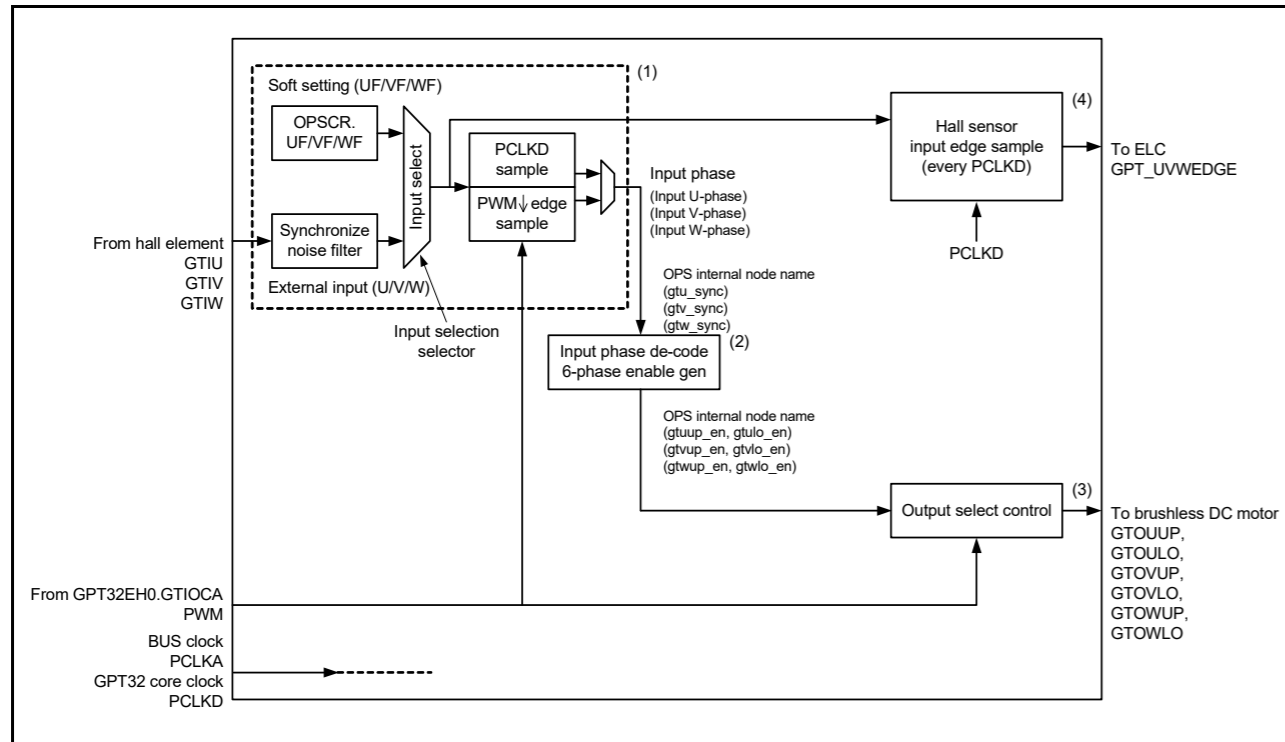 (1)
Soft setting (UF/VF/WF)
OPSCR.
UF/VF/WF
Input select
PCLKD
sample
PWM↓edge
sample
Synchronize
noise filter
External input (U/V/W)
From hall element
GTIU
GTIV
GTIW
Input selection
selector
Input phase
(Input U-phase)
(Input V-phase)
(Input W-phase)
(4)
Hall sensor
input edge sample
(every PCLKD)
To ELC
GPT_UVWEDGE
PCLKD
OPS internal node name
(gtu_sync)
(gtv_sync)
(gtw_sync)
(2)
Input phase de-code
6-phase enable gen
OPS internal node name
(gtuup_en, gtulo_en)
(gtvup_en, gtvlo_en)
(gtwup_en, gtwlo_en)
(3)
Output select control
To brushless DC motor
GTOUUP,
GTOULO,
GTOVUP,
GTOVLO,
GTOWUP,
GTOWLO
From GPT32EH0.GTIOCA
PWM
BUS clock
PCLKA
GPT32 core clock
PCLKD